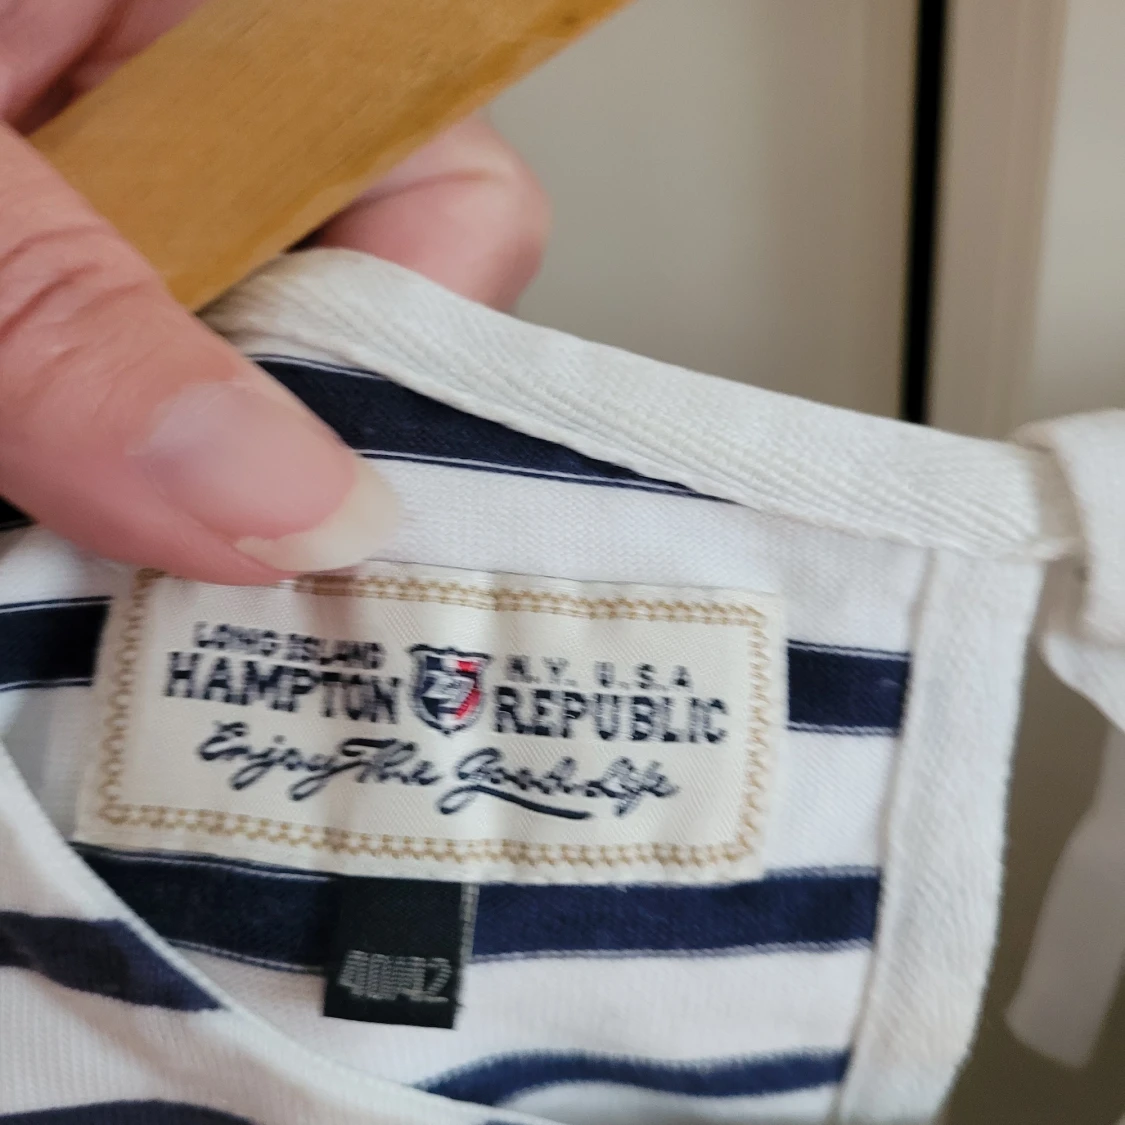 LONG ISLAND N.Y. U.S.A
HAMPTON 27 REPUBLIC
Enjoy The Good Life
40/42